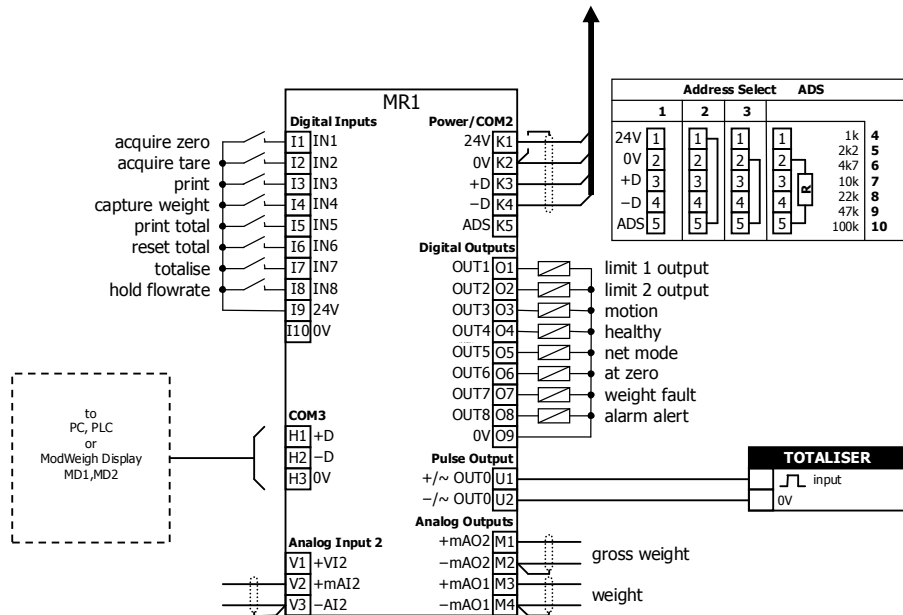 MR1
Digital Inputs
acquire zero I1 IN1
acquire tare I2 IN2
print I3 IN3
capture weight I4 IN4
print total I5 IN5
reset total I6 IN6
totalise I7 IN7
hold flowrate I8 IN8
I9 24V
I10 0V
to
PC, PLC
or
ModWeigh Display
MD1,MD2
COM3
H1 +D
H2 −D
H3 0V
Analog Input 2
V1 +VI2
V2 +mAI2
V3 −AI2
Power/COM2
24V K1
0V K2
+D K3
−D K4
ADS K5
Digital Outputs
OUT1 O1 limit 1 output
OUT2 O2 limit 2 output
OUT3 O3 motion
OUT4 O4 healthy
OUT5 O5 net mode
OUT6 O6 at zero
OUT7 O7 weight fault
OUT8 O8 alarm alert
0V O9
Pulse Output
+/~ OUT0 U1
−/~ OUT0 U2
Analog Outputs
+mAO2 M1
−mAO2 M2
gross weight
+mAO1 M3
−mAO1 M4
weight
Address Select ADS
1 2 3
24V 1 1 1 1 1k 4
0V 2 2 2 2 2k2 5
4k7 6
+D 3 3 3 3 R 10k 7
−D 4 4 4 4 22k 8
47k 9
ADS 5 5 5 5 100k 10
TOTALISER
input
0V